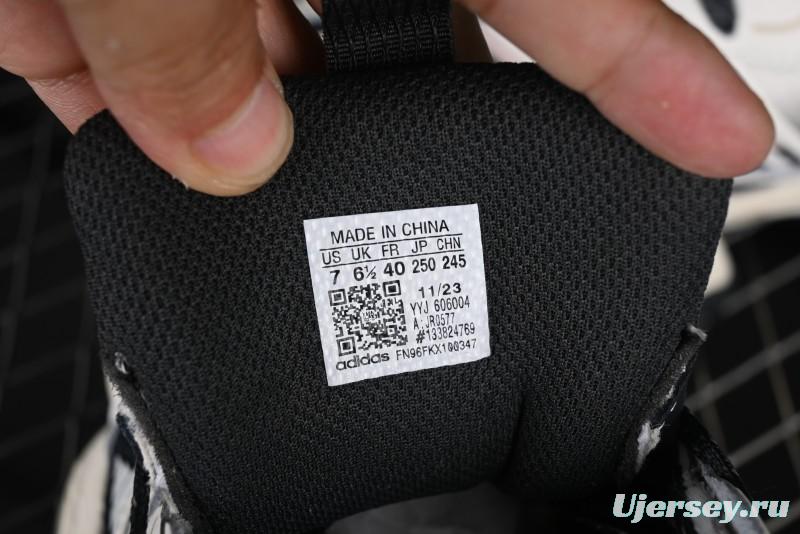 MADE IN CHINA
US UK FR JP CHN
7 6½ 40 250 245
11/23
YYJ 606004
A: JR0577
#133824769
adidas FN96FKX100347
Ujersey.ru